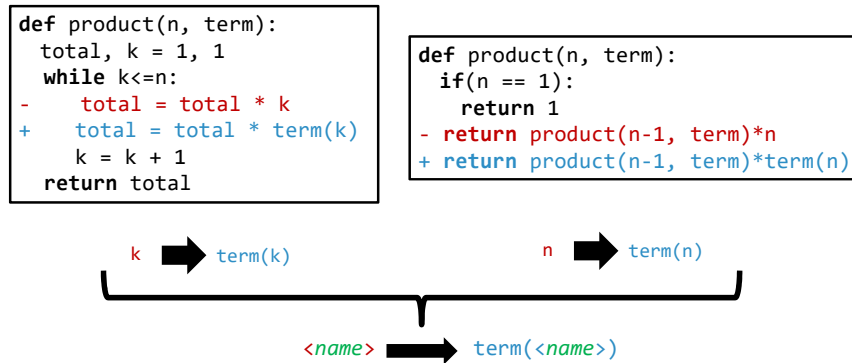 def product(n, term):
  total, k = 1, 1
  while k<=n:
-    total = total * k
+    total = total * term(k)
     k = k + 1
  return total
def product(n, term):
  if(n == 1):
    return 1
- return product(n-1, term)*n
+ return product(n-1, term)*term(n)
k term(k)
n term(n)
<name> term(<name>)